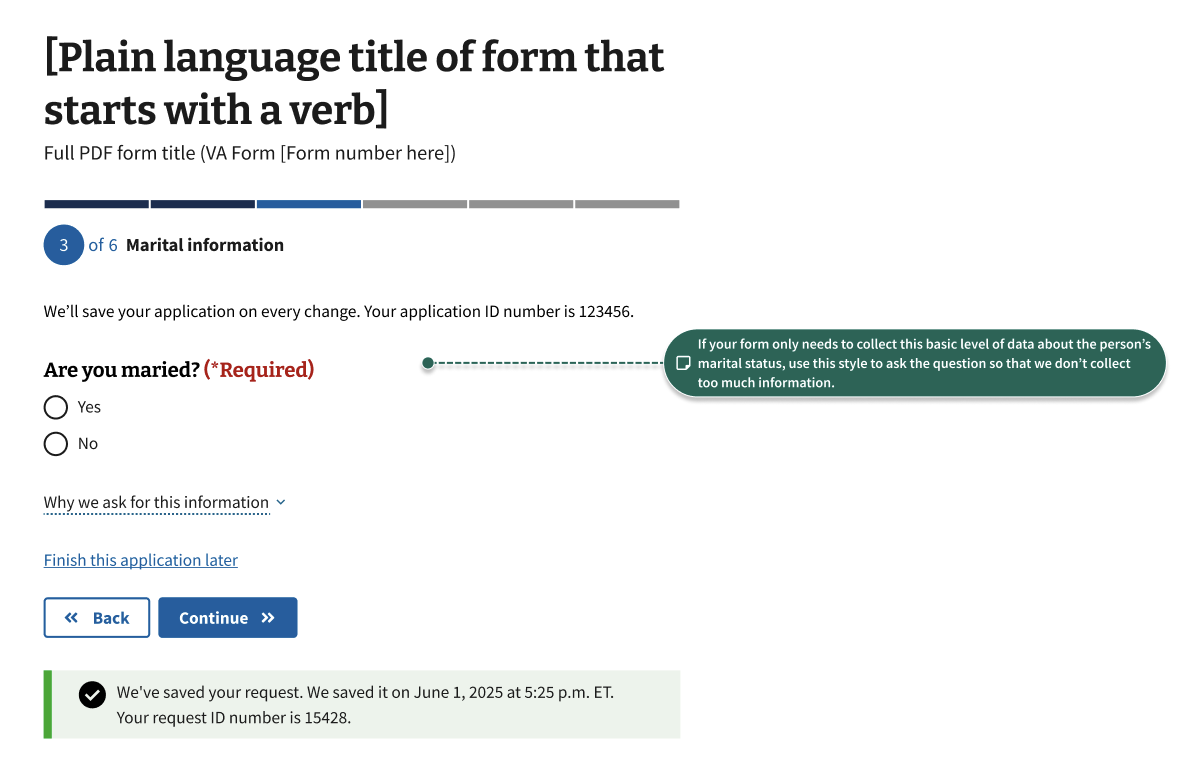 [Plain language title of form that
starts with a verb]
Full PDF form title (VA Form [Form number here])
3 of 6 Marital information
We’ll save your application on every change. Your application ID number is 123456.
Are you maried? (*Required)
If your form only needs to collect this basic level of data about the person’s
marital status, use this style to ask the question so that we don’t collect
too much information.
Yes
No
Why we ask for this information
Finish this application later
Back
Continue
We've saved your request. We saved it on June 1, 2025 at 5:25 p.m. ET.
Your request ID number is 15428.